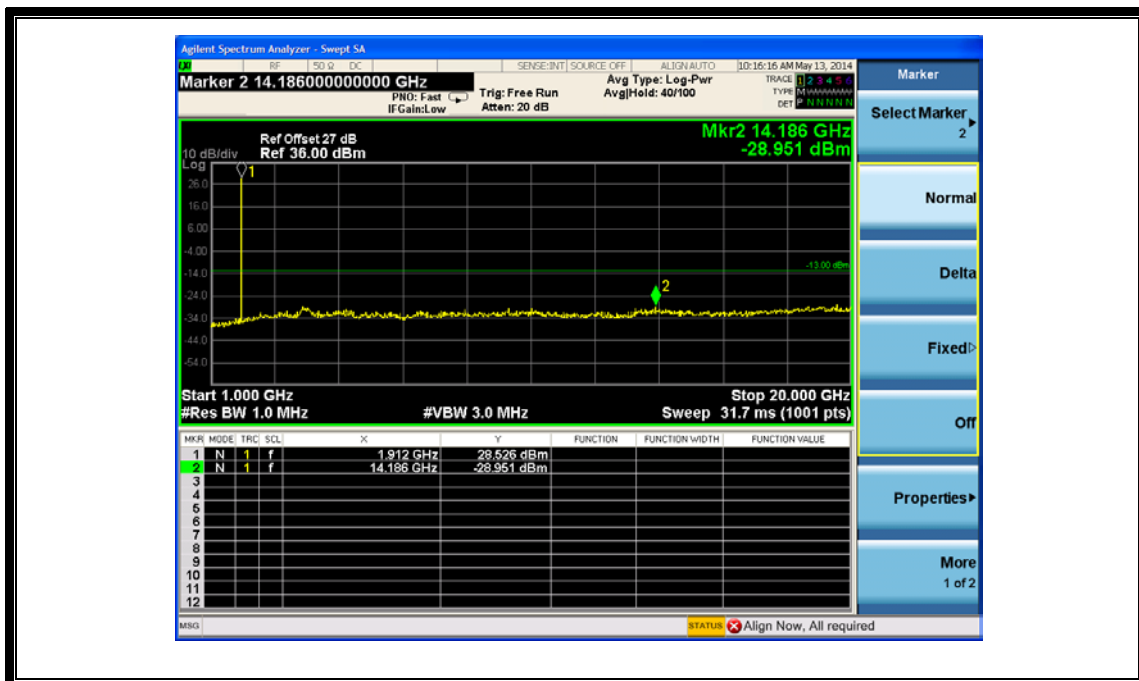 Agilent Spectrum Analyzer - Swept SA
RF 50 Ω DC SENSE:INT SOURCE OFF ALIGN AUTO 10:16:16 AM May 13, 2014
Marker 2 14.186000000000 GHz
PNO: Fast
IFGain:Low
Trig: Free Run
Atten: 20 dB
Avg Type: Log-Pwr
Avg|Hold: 40/100
TRACE 1 2 3 4 5 6
TYPE M
DET P N N N N N
Ref Offset 27 dB
10 dB/div Ref 36.00 dBm
Log
Mkr2 14.186 GHz
-28.951 dBm
1
26.0
16.0
6.00
-4.00
-13.00 dBm
-14.0
2
-24.0
-34.0
-44.0
-54.0
Start 1.000 GHz Stop 20.000 GHz
#Res BW 1.0 MHz #VBW 3.0 MHz Sweep 31.7 ms (1001 pts)
MKR MODE TRC SCL X Y FUNCTION FUNCTION WIDTH FUNCTION VALUE
1 N 1 f 1.912 GHz 28.526 dBm
2 N 1 f 14.186 GHz -28.951 dBm
3
4
5
6
7
8
9
10
11
12
MSG STATUS Align Now, All required
Marker
Select Marker
2
Normal
Delta
Fixed
Off
Properties
More
1 of 2